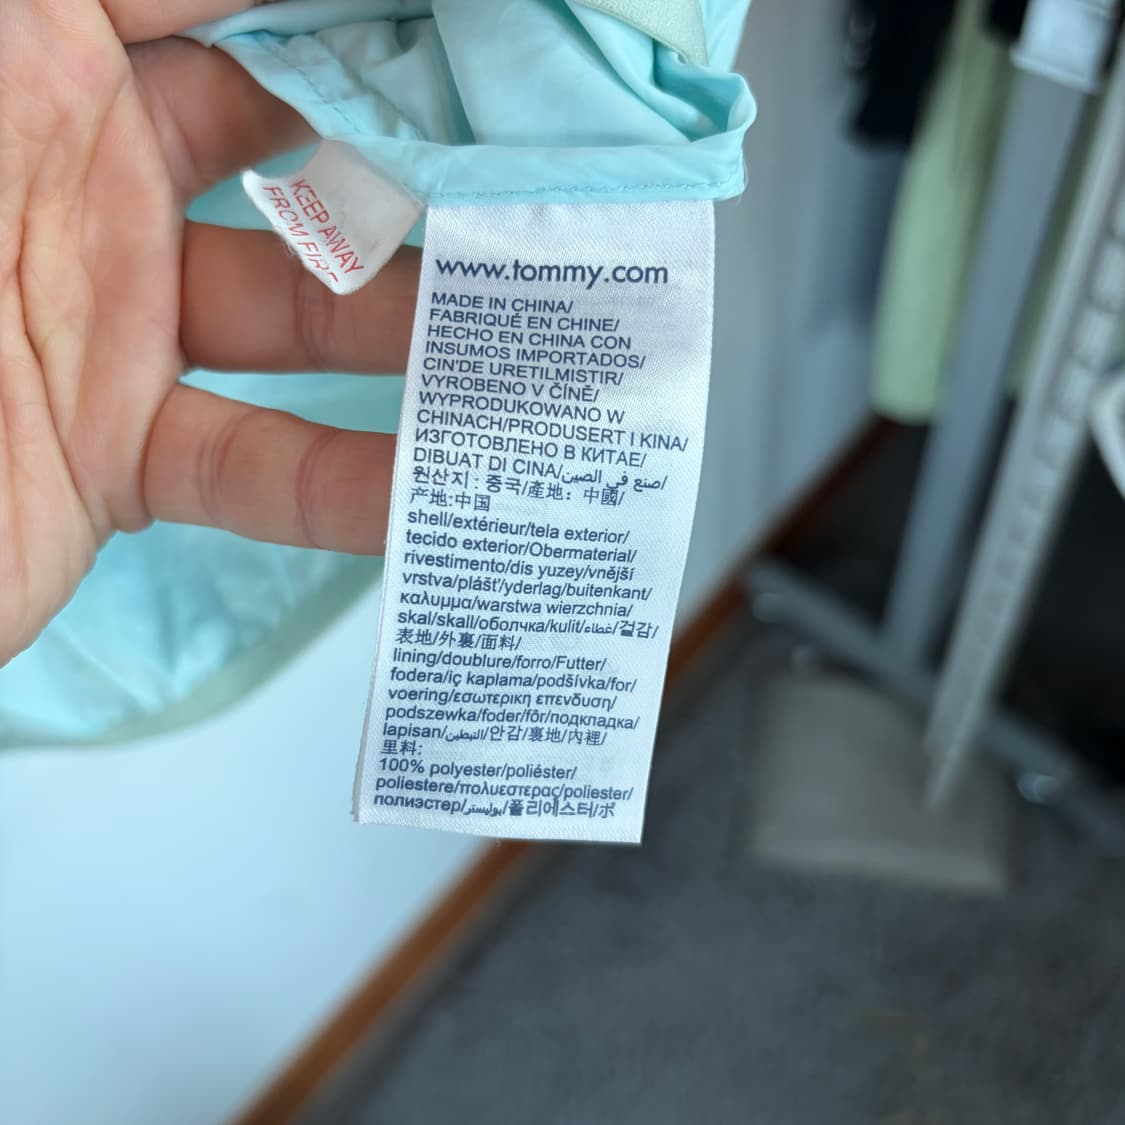 KEEP AWAY
FROM FIRE
www.tommy.com
MADE IN CHINA/
FABRIQUÉ EN CHINE/
HECHO EN CHINA CON
INSUMOS IMPORTADOS/
CIN'DE URETILMISTIR/
VYROBENO V ČÍNĚ/
WYPRODUKOWANO W
CHINACH/PRODUSERT I KINA/
ИЗГОТОВЛЕНО В КИТАЕ/
DIBUAT DI CINA/صنع في الصين/
원산지 : 중국/產地：中國/
产地:中国
shell/extérieur/tela exterior/
tecido exterior/Obermaterial/
rivestimento/dis yuzey/vnější
vrstva/plášť/yderlag/buitenkant/
καλυμμα/warstwa wierzchnia/
skal/skall/оболчка/kulit/غطاء/겉감/
表地/外裏/面料/
lining/doublure/forro/Futter/
fodera/iç kaplama/podšívka/for/
voering/εσωτερικη επενδυση/
podszewka/foder/fôr/подкладка/
lapisan/التبطين/안감/裏地/內裡/
里料:
100% polyester/poliéster/
poliestere/πολυεστερας/poliester/
полиэстер/بوليستر/폴리에스터/ポ